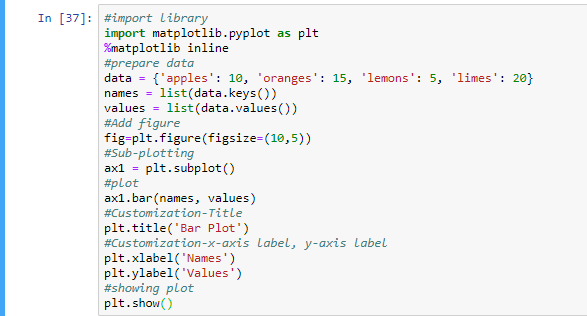 In [37]: #import library
import matplotlib.pyplot as plt
%matplotlib inline
#prepare data
data = {'apples': 10, 'oranges': 15, 'lemons': 5, 'limes': 20}
names = list(data.keys())
values = list(data.values())
#Add figure
fig=plt.figure(figsize=(10,5))
#Sub-plotting
ax1 = plt.subplot()
#plot
ax1.bar(names, values)
#Customization-Title
plt.title('Bar Plot')
#Customization-x-axis label, y-axis label
plt.xlabel('Names')
plt.ylabel('Values')
#showing plot
plt.show()